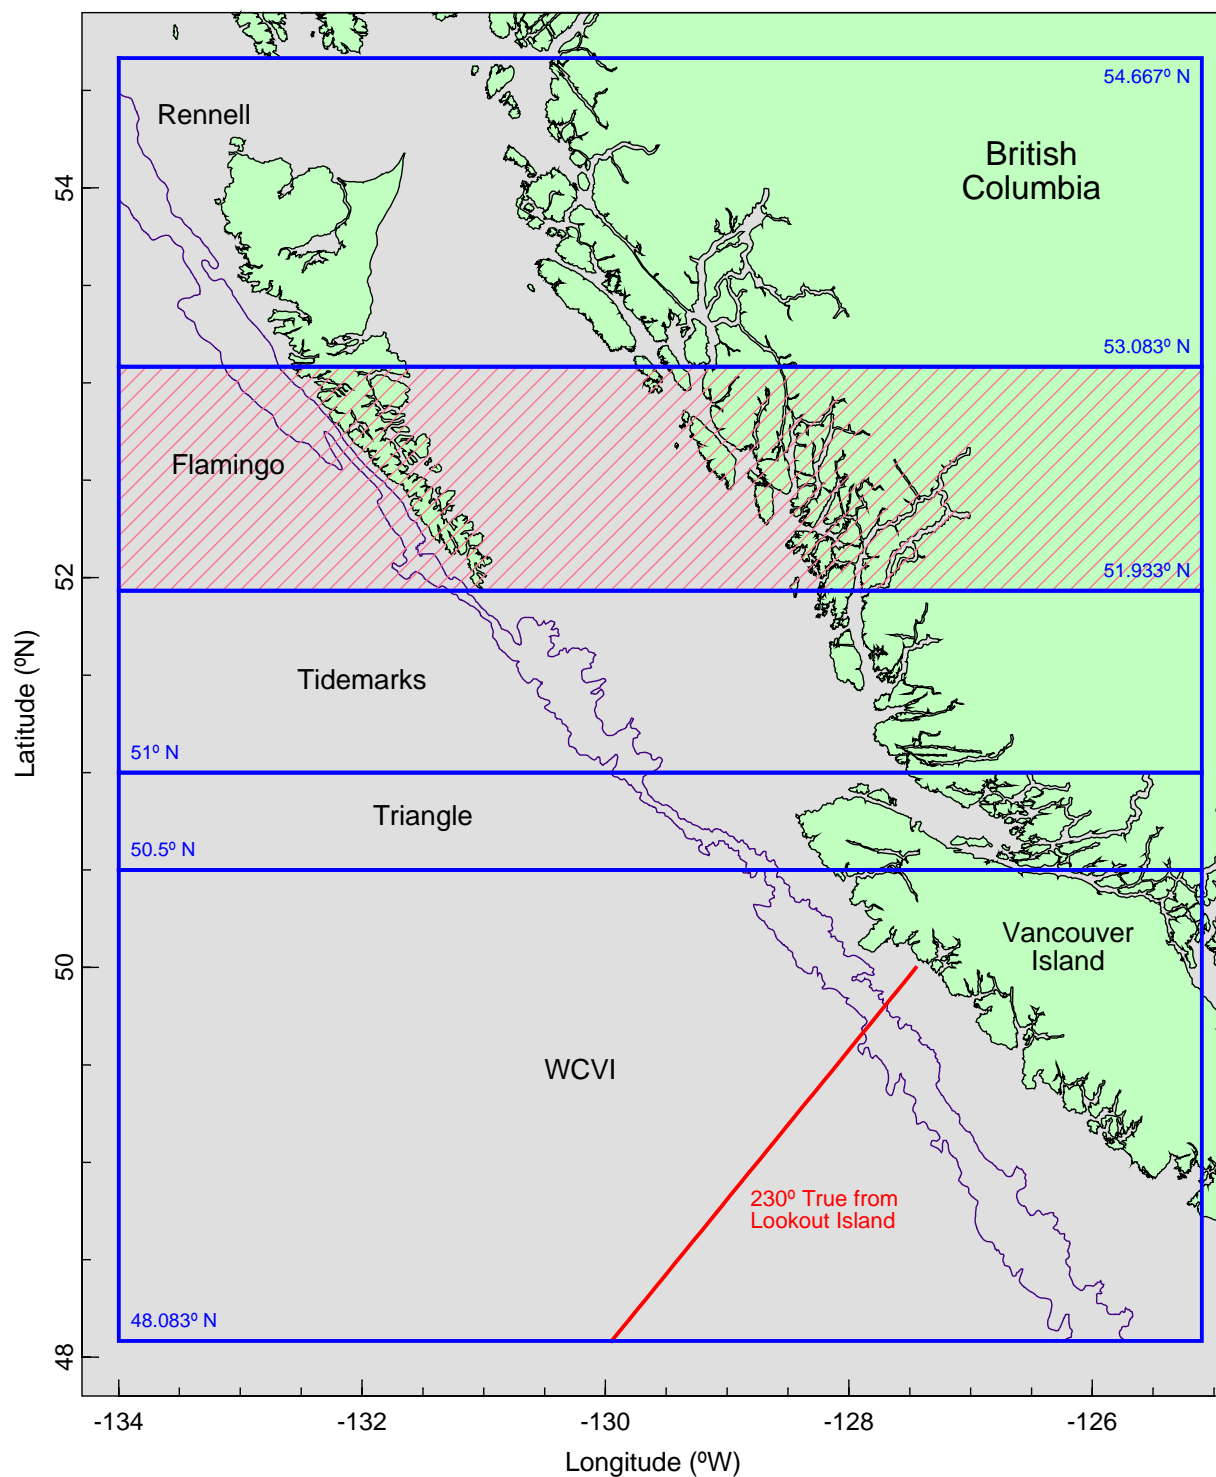 54.667º N
Rennell
British
Columbia
54
53.083º N
Flamingo
52
51.933º N
Tidemarks
Latitude (ºN)
51º N
Triangle
50.5º N
Vancouver
Island
50
WCVI
230º True from
Lookout Island
48.083º N
48
-134
-132
-130
-128
-126
Longitude (ºW)